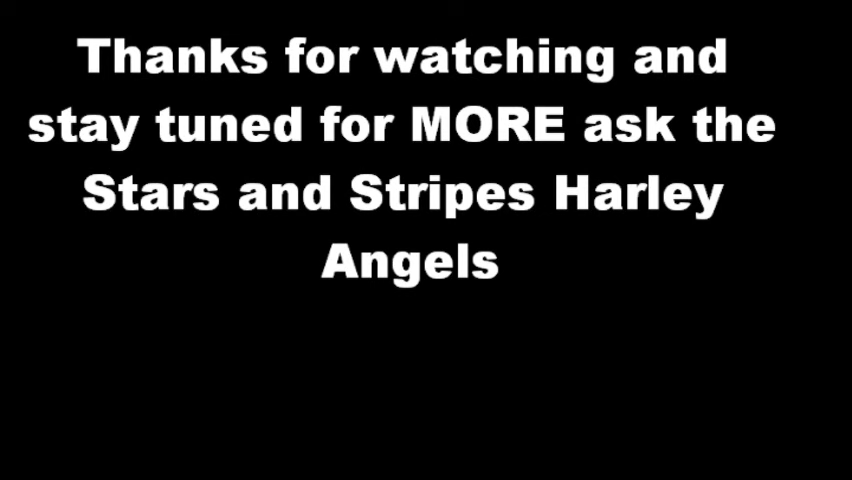 Thanks for watching and
stay tuned for MORE ask the
Stars and Stripes Harley
Angels